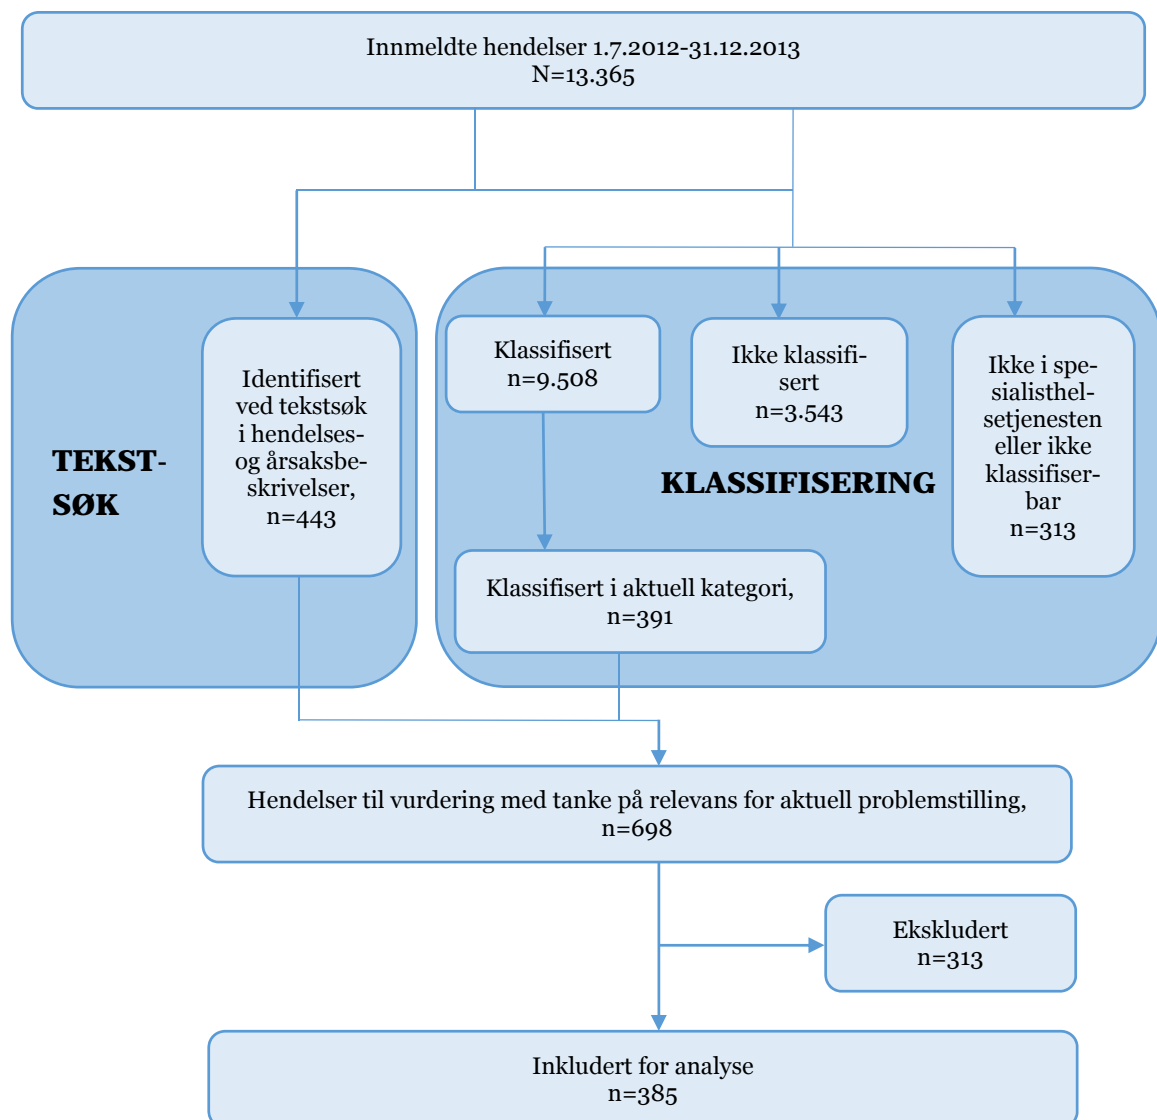 Innmeldte hendelser 1.7.2012-31.12.2013
N=13.365
TEKST-
SØK
Identifisert
ved tekstsøk
i hendelses-
og årsaksbe-
skrivelser,
n=443
Klassifisert
n=9.508
Ikke klassifi-
sert
n=3.543
Ikke i spe-
sialisthel-
setjenesten
eller ikke
klassifiser-
bar
n=313
KLASSIFISERING
Klassifisert i aktuell kategori,
n=391
Hendelser til vurdering med tanke på relevans for aktuell problemstilling,
n=698
Ekskludert
n=313
Inkludert for analyse
n=385